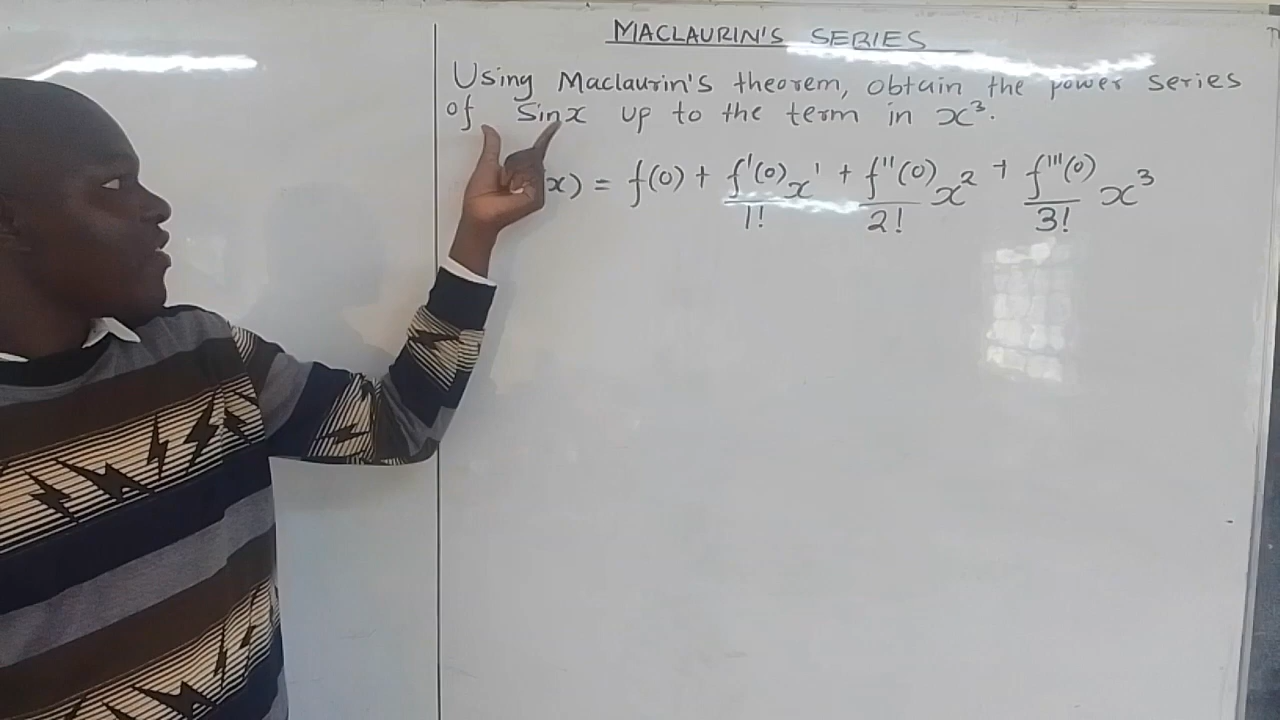 MACLAURIN'S SERIES
Using Maclaurin's theorem, obtain the power series
of sinx up to the term in x³.
x) = f(0) + f'(0)/1! x¹ + f''(0)/2! x² + f'''(0)/3! x³